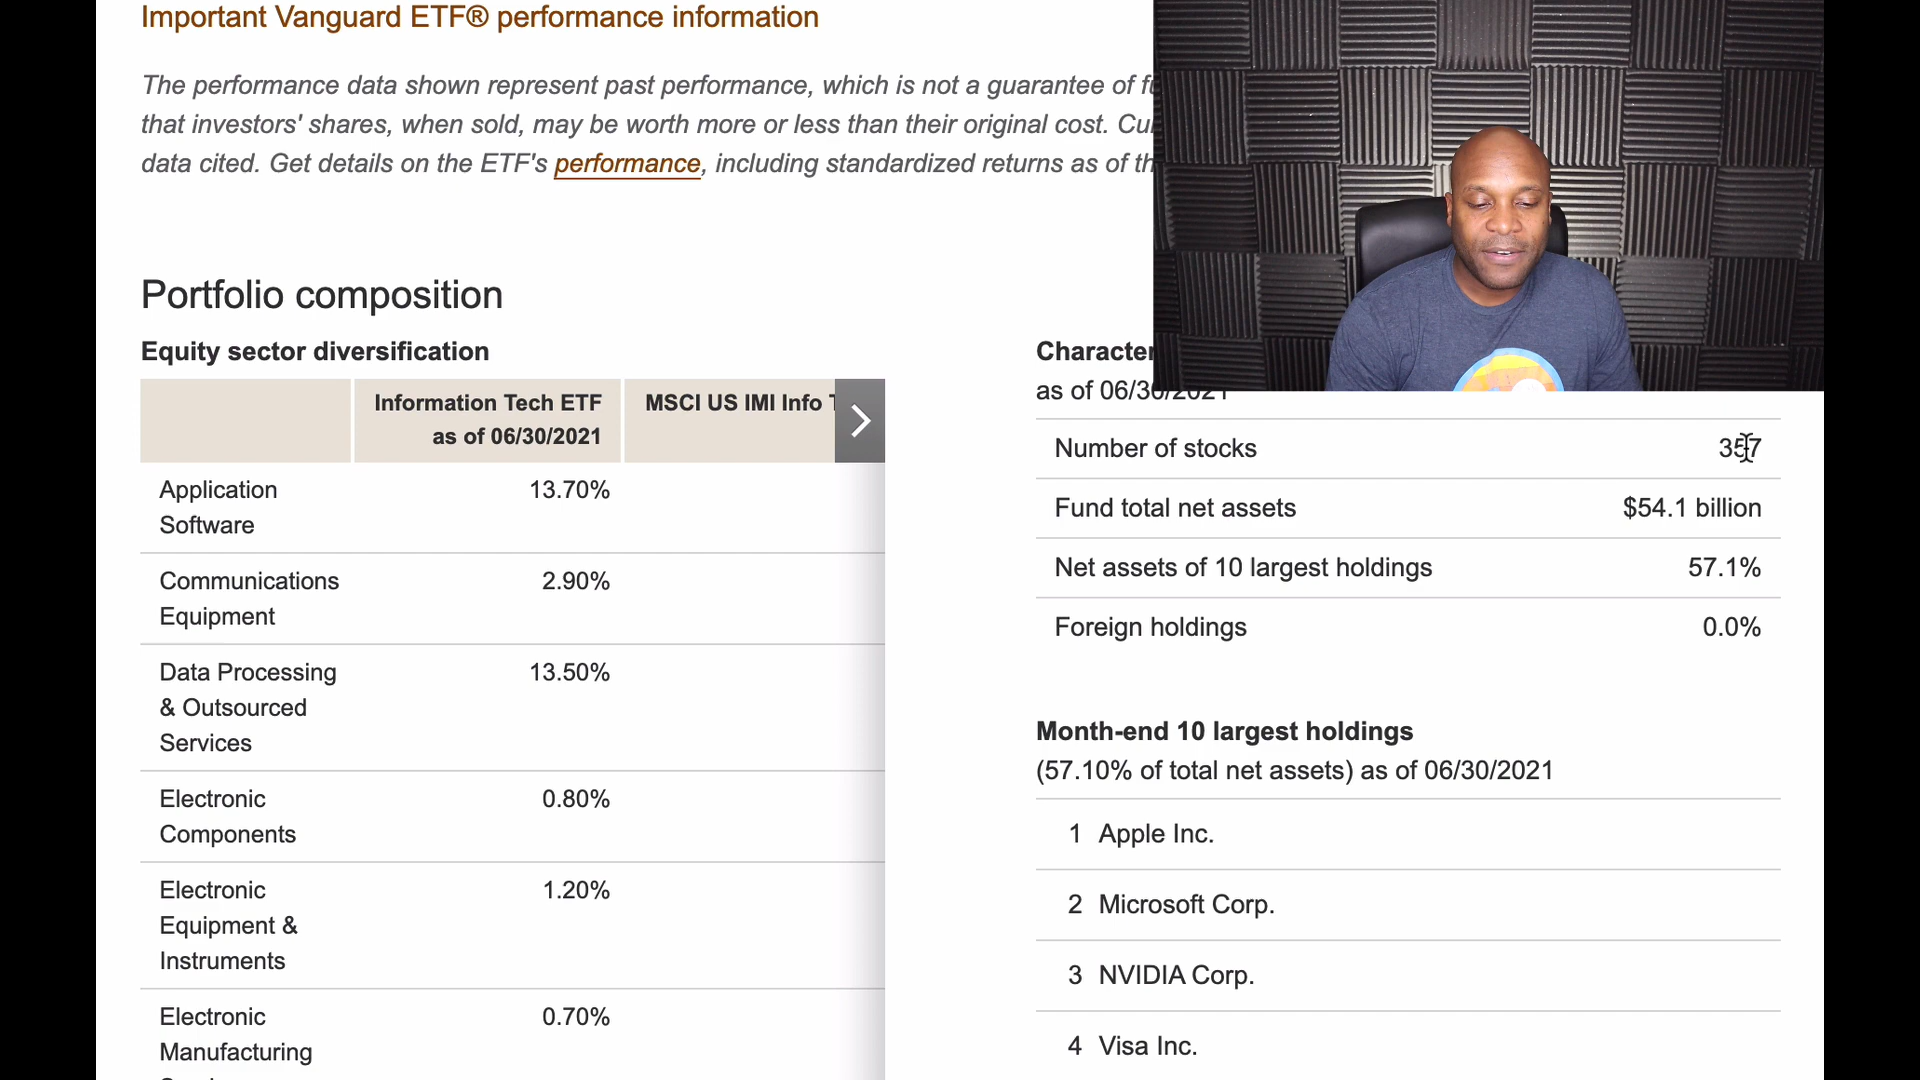 Important Vanguard ETF® performance information
The performance data shown represent past performance, which is not a guarantee of
that investors' shares, when sold, may be worth more or less than their original cost.
data cited. Get details on the ETF's performance, including standardized returns as of
Portfolio composition
Equity sector diversification
Information Tech ETF
as of 06/30/2021
MSCI US IMI Info
Application
Software
13.70%
Communications
Equipment
2.90%
Data Processing
& Outsourced
Services
13.50%
Electronic
Components
0.80%
Electronic
Equipment &
Instruments
1.20%
Electronic
Manufacturing
0.70%
as of 06/30/2021
Number of stocks 357
Fund total net assets $54.1 billion
Net assets of 10 largest holdings 57.1%
Foreign holdings 0.0%
Month-end 10 largest holdings
(57.10% of total net assets) as of 06/30/2021
1 Apple Inc.
2 Microsoft Corp.
3 NVIDIA Corp.
4 Visa Inc.